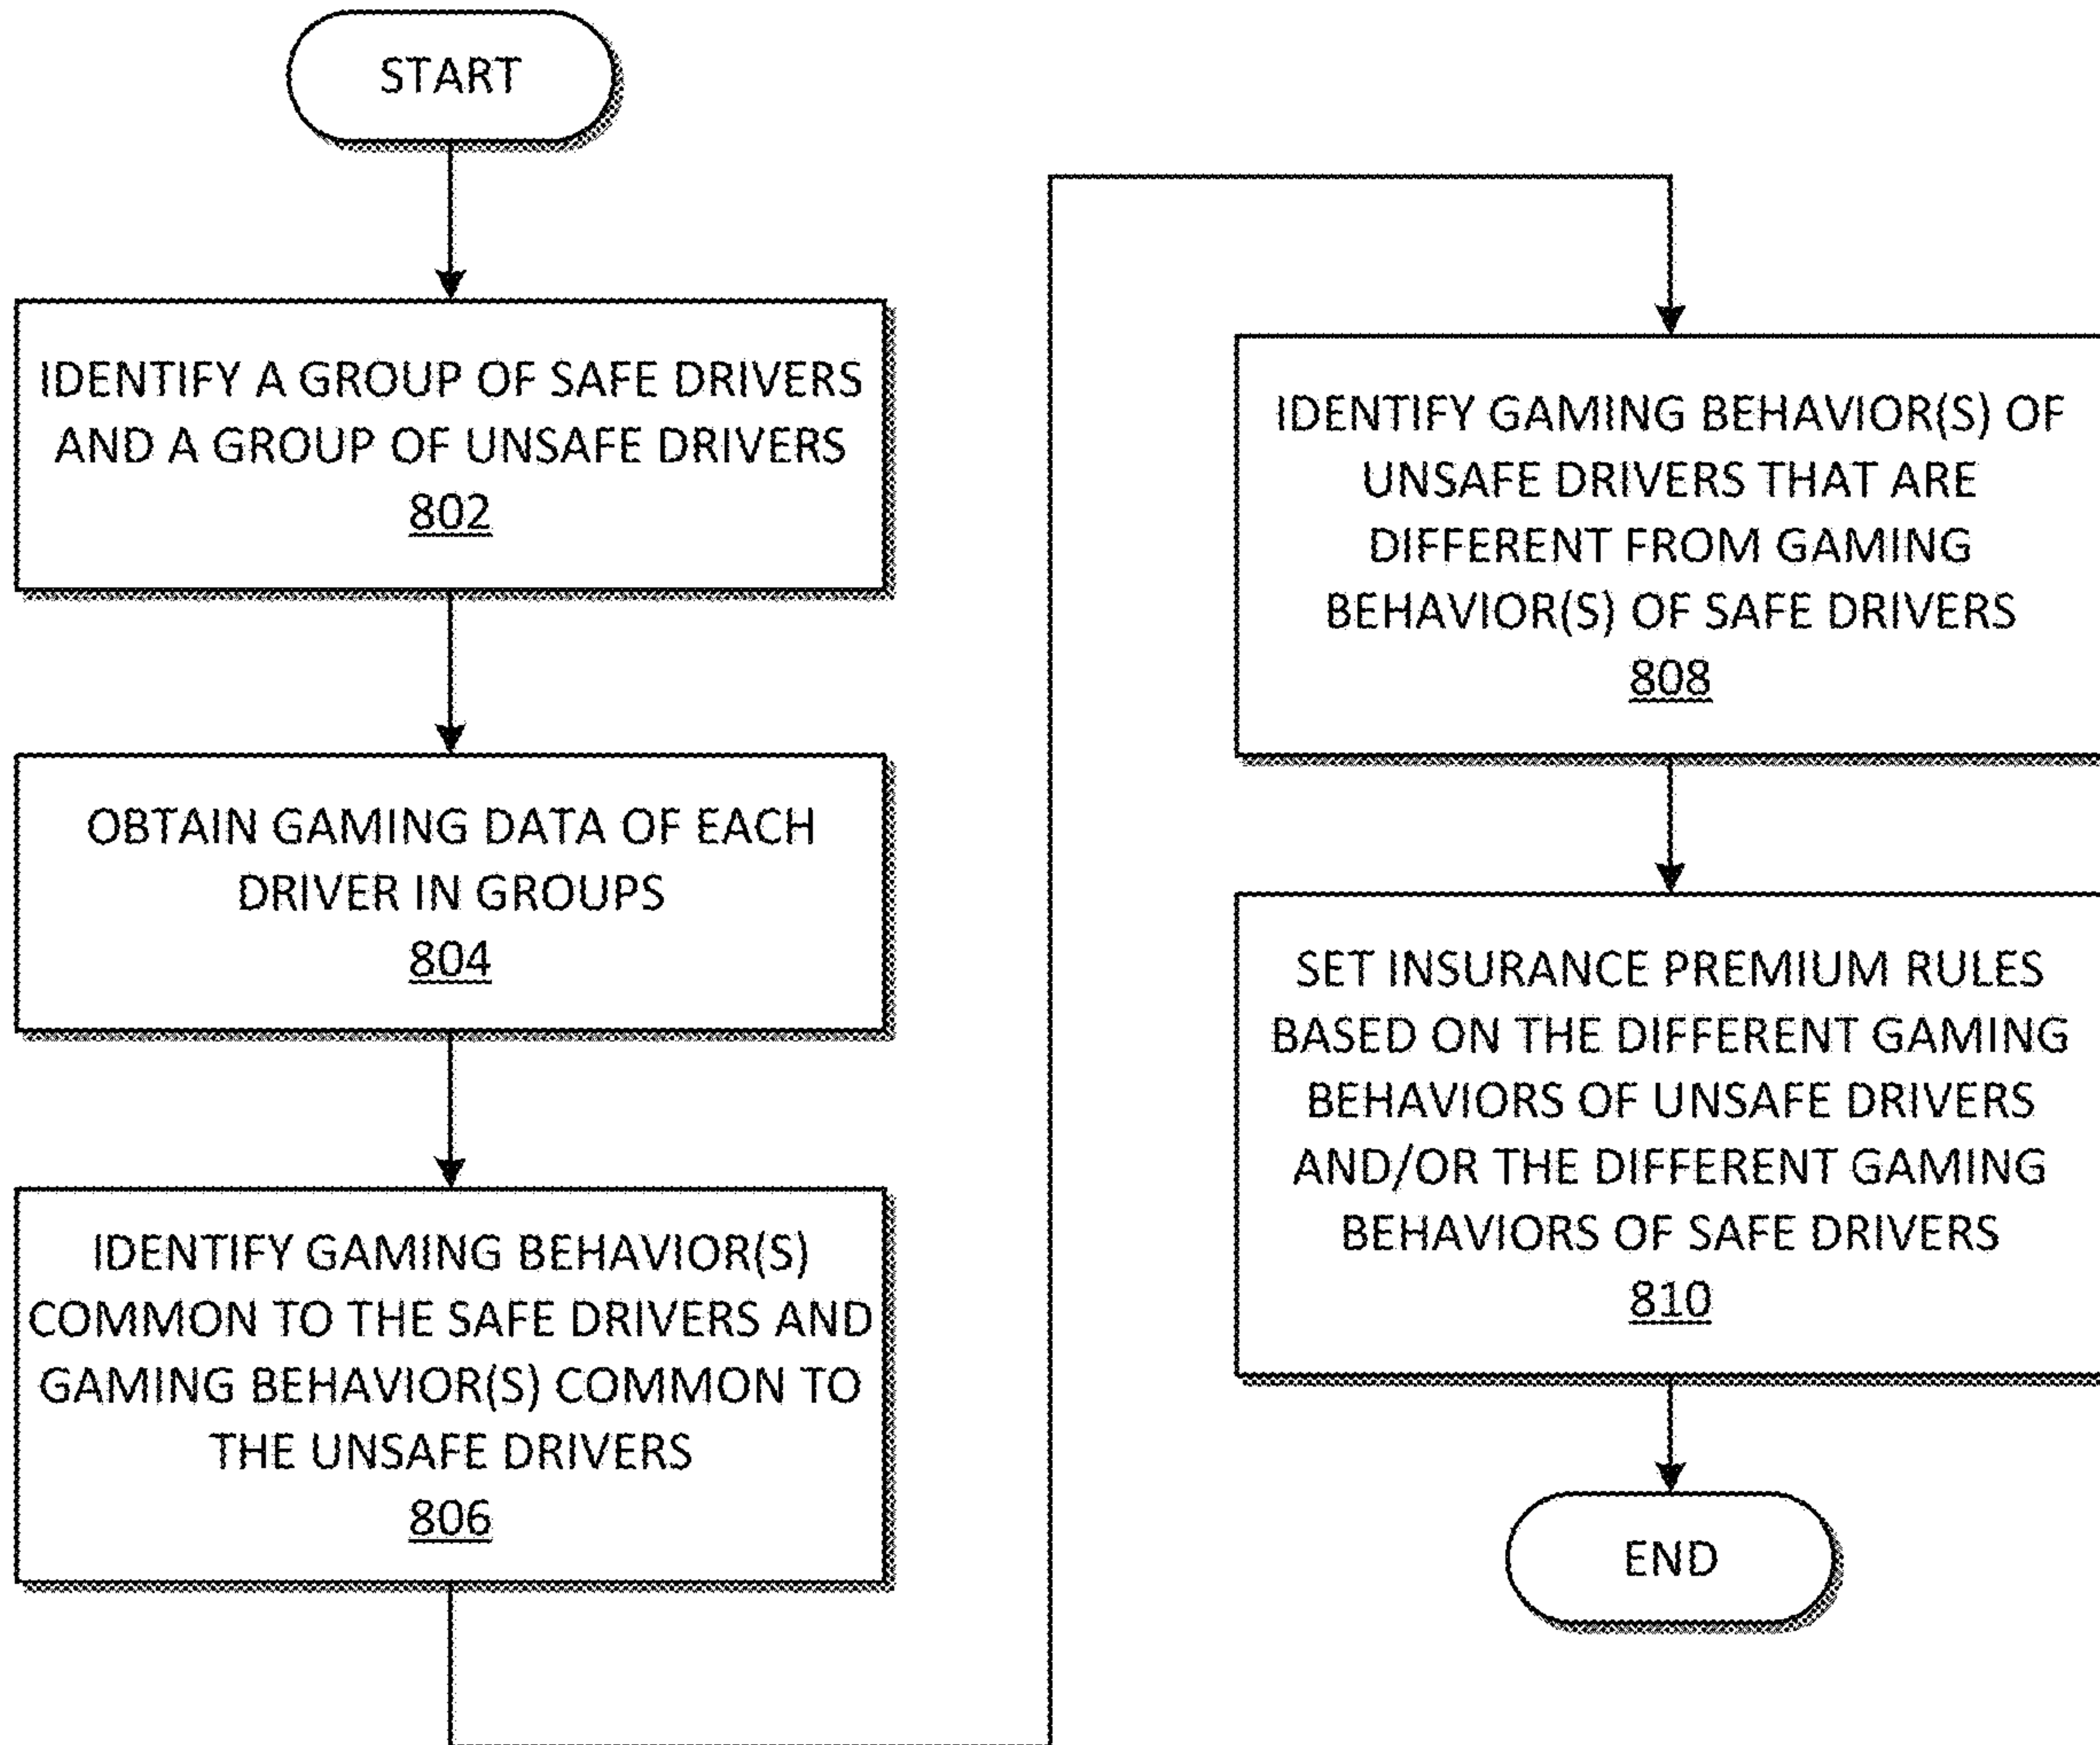 START
IDENTIFY A GROUP OF SAFE DRIVERS
AND A GROUP OF UNSAFE DRIVERS
802
OBTAIN GAMING DATA OF EACH
DRIVER IN GROUPS
804
IDENTIFY GAMING BEHAVIOR(S)
COMMON TO THE SAFE DRIVERS AND
GAMING BEHAVIOR(S) COMMON TO
THE UNSAFE DRIVERS
806
IDENTIFY GAMING BEHAVIOR(S) OF
UNSAFE DRIVERS THAT ARE
DIFFERENT FROM GAMING
BEHAVIOR(S) OF SAFE DRIVERS
808
SET INSURANCE PREMIUM RULES
BASED ON THE DIFFERENT GAMING
BEHAVIORS OF UNSAFE DRIVERS
AND/OR THE DIFFERENT GAMING
BEHAVIORS OF SAFE DRIVERS
810
END